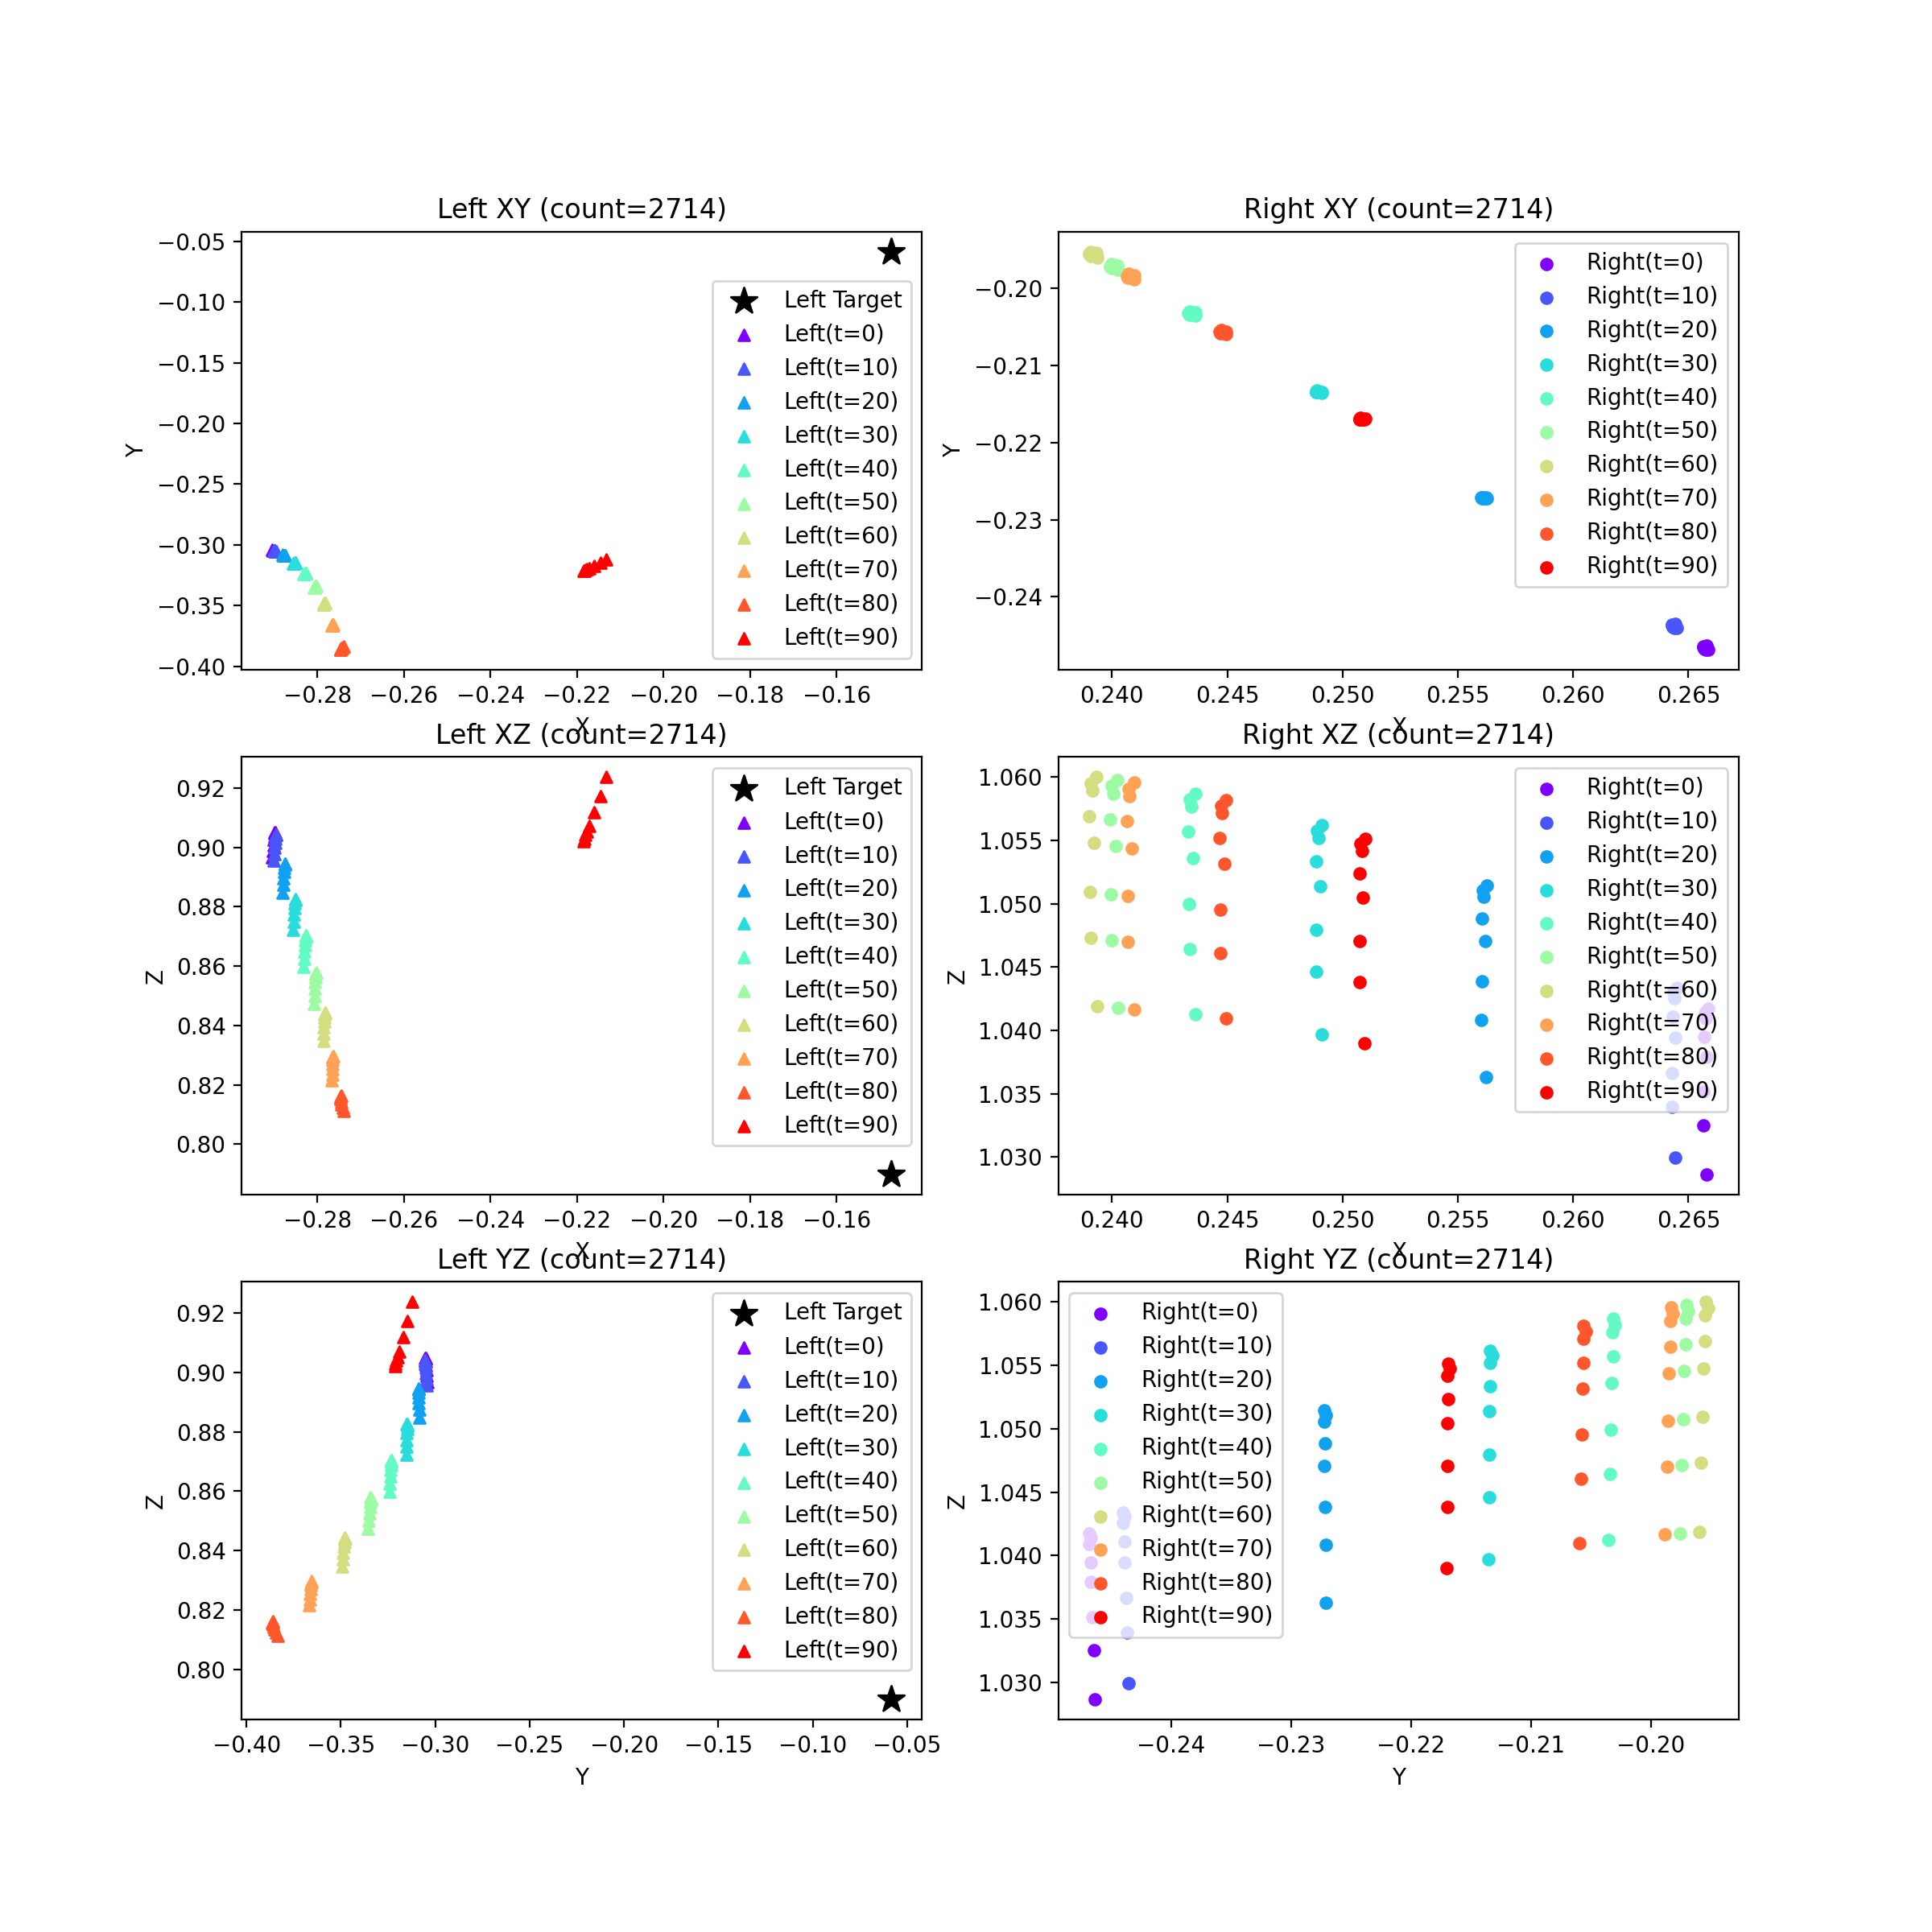 Left XY (count=2714)
−0.05
−0.10
−0.15
−0.20
−0.25
−0.30
−0.35
−0.40
Y
Left Target
Left(t=0)
Left(t=10)
Left(t=20)
Left(t=30)
Left(t=40)
Left(t=50)
Left(t=60)
Left(t=70)
Left(t=80)
Left(t=90)
−0.28 −0.26 −0.24 −0.22 −0.20 −0.18 −0.16
X
Right XY (count=2714)
−0.20
−0.21
−0.22
−0.23
−0.24
Y
Right(t=0)
Right(t=10)
Right(t=20)
Right(t=30)
Right(t=40)
Right(t=50)
Right(t=60)
Right(t=70)
Right(t=80)
Right(t=90)
0.240 0.245 0.250 0.255 0.260 0.265
X
Left XZ (count=2714)
0.92
0.90
0.88
0.86
0.84
0.82
0.80
Z
Left Target
Left(t=0)
Left(t=10)
Left(t=20)
Left(t=30)
Left(t=40)
Left(t=50)
Left(t=60)
Left(t=70)
Left(t=80)
Left(t=90)
−0.28 −0.26 −0.24 −0.22 −0.20 −0.18 −0.16
X
Right XZ (count=2714)
1.060
1.055
1.050
1.045
1.040
1.035
1.030
Z
Right(t=0)
Right(t=10)
Right(t=20)
Right(t=30)
Right(t=40)
Right(t=50)
Right(t=60)
Right(t=70)
Right(t=80)
Right(t=90)
0.240 0.245 0.250 0.255 0.260 0.265
X
Left YZ (count=2714)
0.92
0.90
0.88
0.86
0.84
0.82
0.80
Z
Left Target
Left(t=0)
Left(t=10)
Left(t=20)
Left(t=30)
Left(t=40)
Left(t=50)
Left(t=60)
Left(t=70)
Left(t=80)
Left(t=90)
−0.40 −0.35 −0.30 −0.25 −0.20 −0.15 −0.10 −0.05
Y
Right YZ (count=2714)
1.060
1.055
1.050
1.045
1.040
1.035
1.030
Z
Right(t=0)
Right(t=10)
Right(t=20)
Right(t=30)
Right(t=40)
Right(t=50)
Right(t=60)
Right(t=70)
Right(t=80)
Right(t=90)
−0.24 −0.23 −0.22 −0.21 −0.20
Y